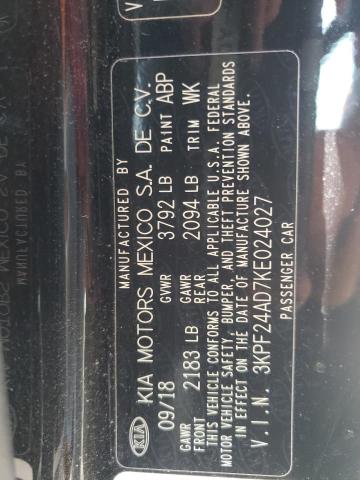 MANUFACTURED BY
KIA KIA MOTORS MEXICO S.A. DE C.V.
09/18 GVWR 3792 LB PAINT ABP
GAWR FRONT 2183 LB GAWR REAR 2094 LB TRIM WK
THIS VEHICLE CONFORMS TO ALL APPLICABLE U.S.A. FEDERAL
MOTOR VEHICLE SAFETY, BUMPER, AND THEFT PREVENTION STANDARDS
IN EFFECT ON THE DATE OF MANUFACTURE SHOWN ABOVE.
V.I.N. 3KPF24AD7KE024027
PASSENGER CAR